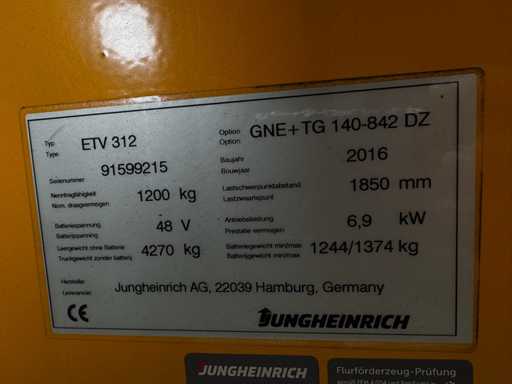 Typ
Type
ETV 312
Option
Option
GNE+TG 140-842 DZ
Serienummer
91599215
Baujahr
Bouwjaar
2016
Nenntragfähigkeit
Nom. draagvermogen
1200 kg
Lastschwerpunktabstand
Lastzwaartepunkt
1850 mm
Batteriespannung
Batterijspanning
48 V
Antriebsleistung
Prestatie vermogen
6,9 kW
Leergewicht ohne Batterie
Truckgewicht zonder batterij
4270 kg
Batteriegewicht min/max
Batterijgewicht min/max
1244/1374 kg
Hersteller
Leverancier
Jungheinrich AG, 22039 Hamburg, Germany
CE
JUNGHEINRICH
JUNGHEINRICH
Flurförderzeug-Prüfung